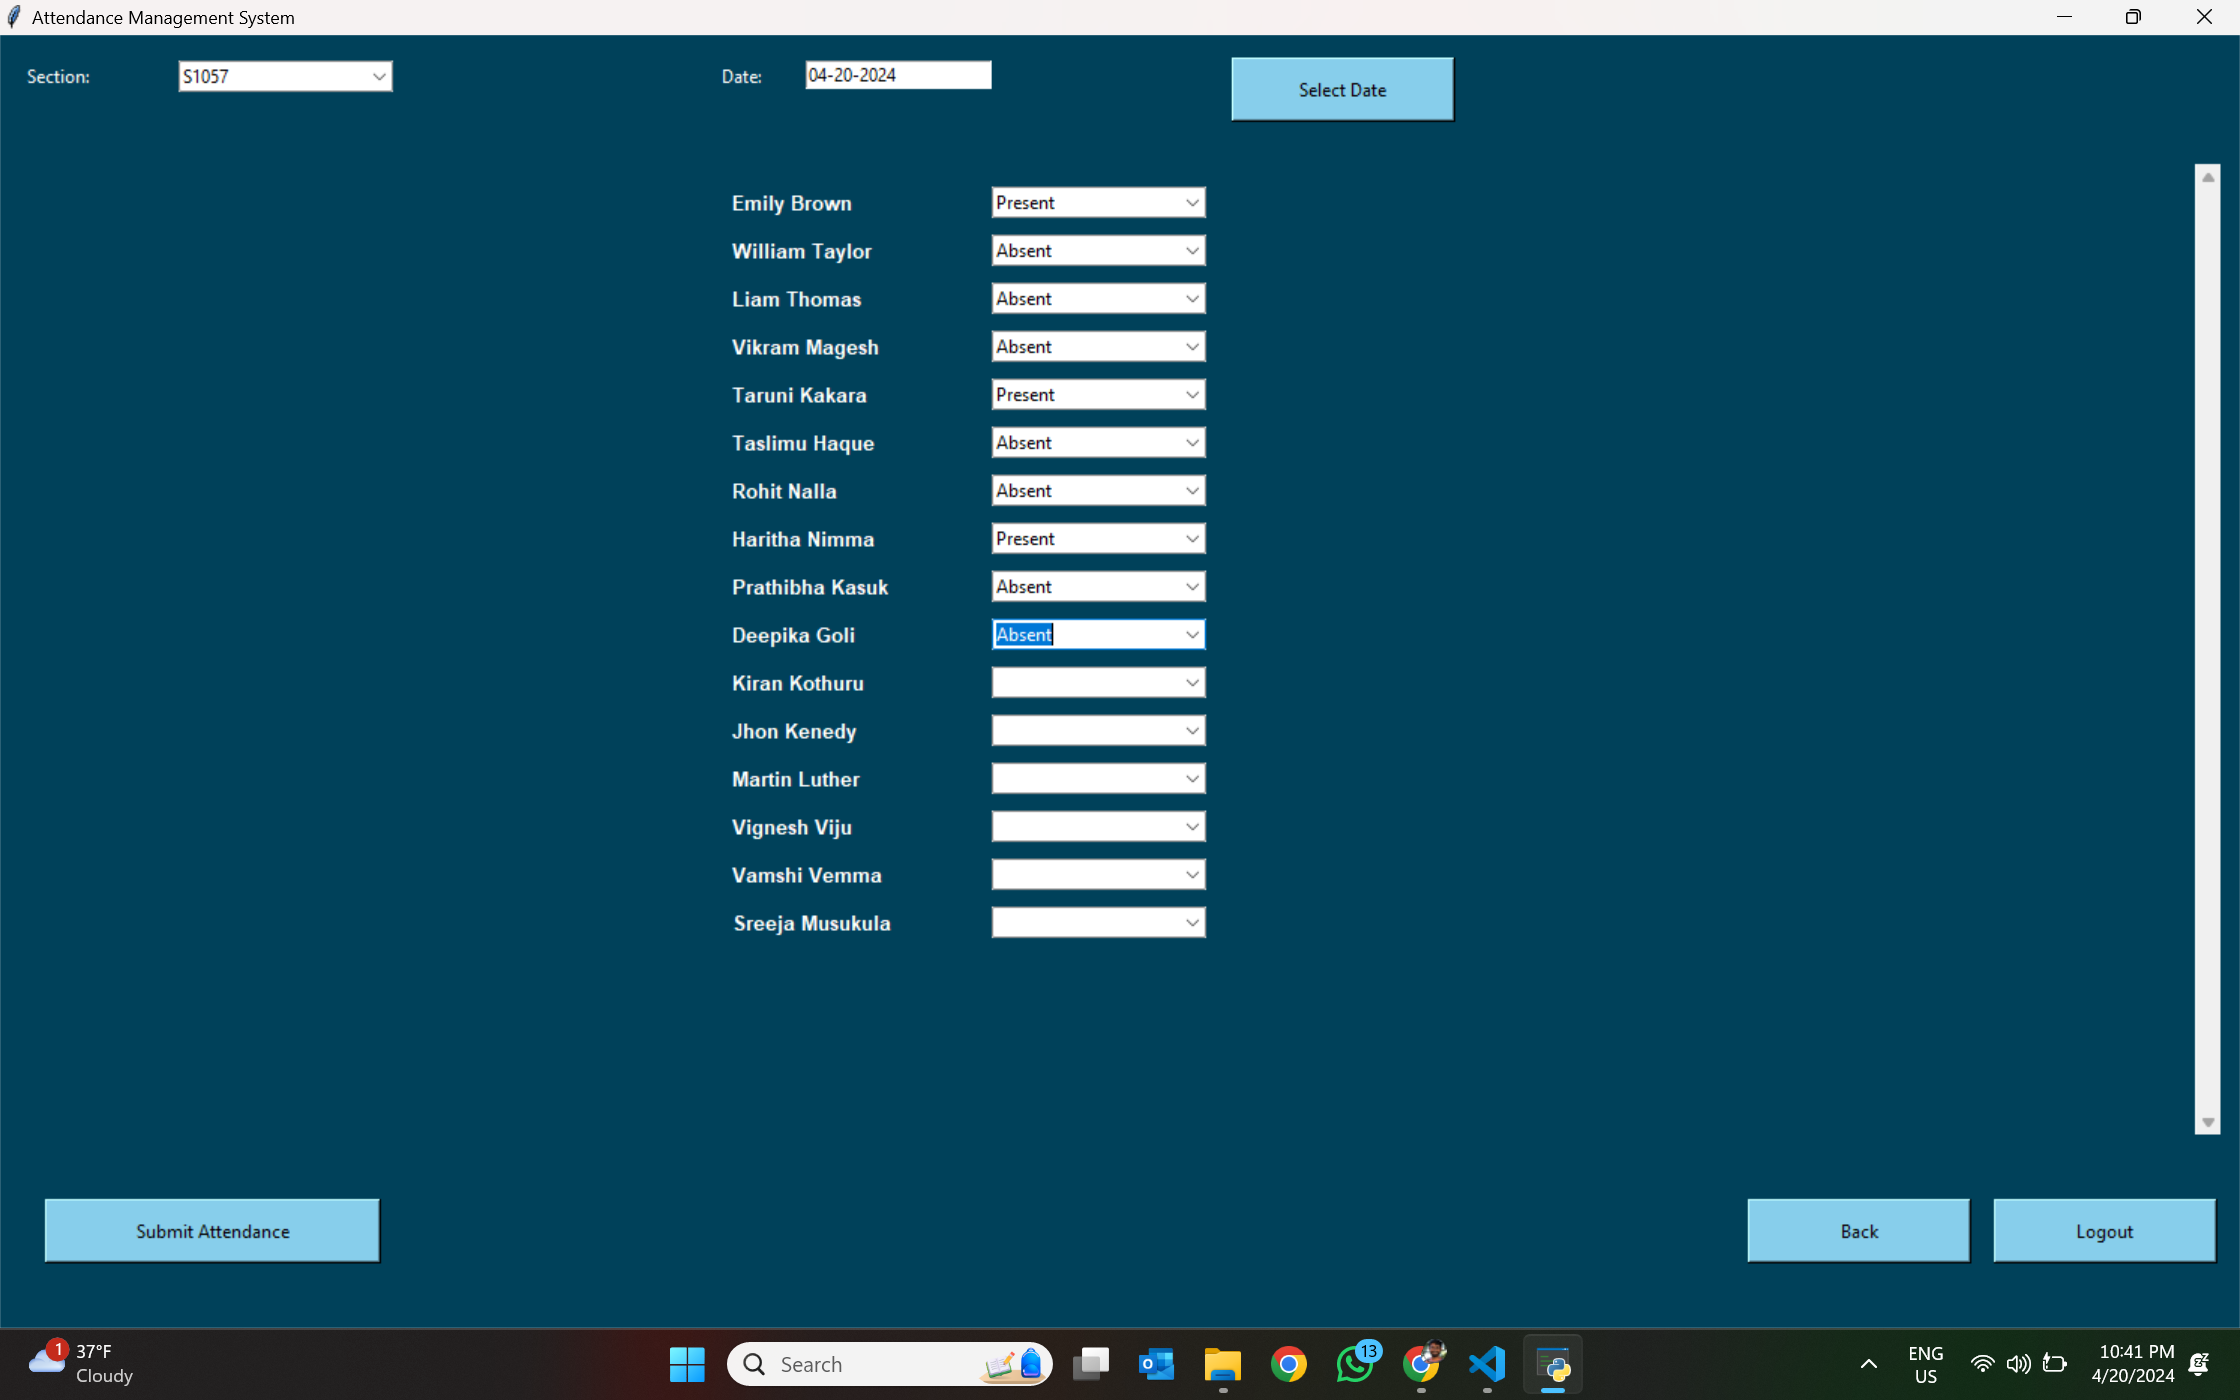 Attendance Management System
Section: S1057 Date: 04-20-2024 Select Date
Emily Brown Present
William Taylor Absent
Liam Thomas Absent
Vikram Magesh Absent
Taruni Kakara Present
Taslimu Haque Absent
Rohit Nalla Absent
Haritha Nimma Present
Prathibha Kasuk Absent
Deepika Goli Absent
Kiran Kothuru
Jhon Kenedy
Martin Luther
Vignesh Viju
Vamshi Vemma
Sreeja Musukula
Submit Attendance Back Logout
1 37°F
Cloudy
Search
13
ENG
US
10:41 PM
4/20/2024